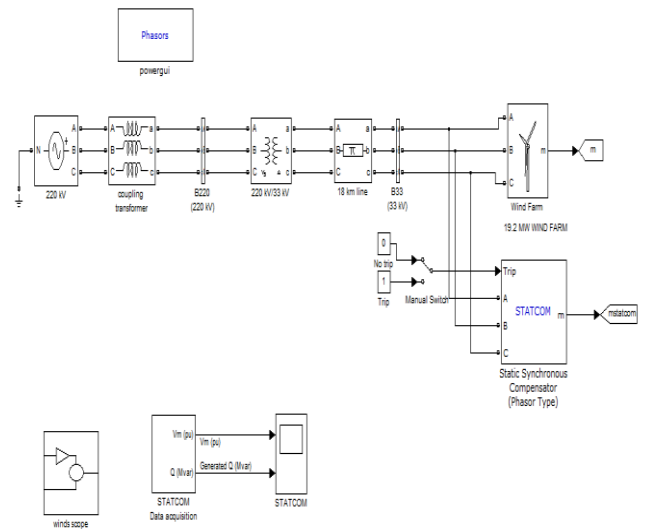 Phasors
powergui
N
A
B
C
220 kV
A
B
C
a
b
c
coupling
transformer
B220
(220 kV)
A
B
C
a
b
c
220 kV/33 kV
A
B
C
a
b
c
π
18 km line
B33
(33 kV)
A
B
C
m
m
Wind Farm
19.2 MW WIND FARM
0
No trip
1
Trip
Manual Switch
Trip
A
B
C
STATCOM
m
mstatcom
Static Synchronous
Compensator
(Phasor Type)
Vm (pu)
Vm (pu)
Q (Mvar)
Generated Q (Mvar)
STATCOM
Data acquisition
STATCOM
winds scope